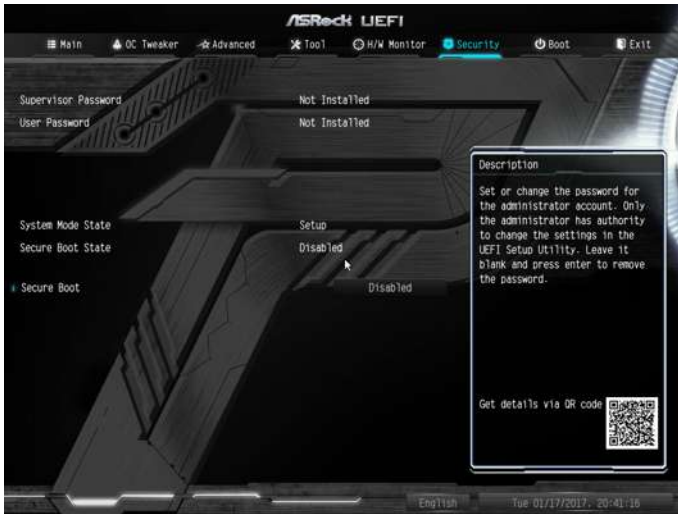 ASRock UEFI
Main OC Tweaker Advanced Tool H/W Monitor Security Boot Exit
Supervisor Password Not Installed
User Password Not Installed
System Mode State Setup
Secure Boot State Disabled
Secure Boot Disabled
Description
Set or change the password for
the administrator account. Only
the administrator has authority
to change the settings in the
UEFI Setup Utility. Leave it
blank and press enter to remove
the password.
Get details via QR code
English Tue 01/17/2017. 20:41:16